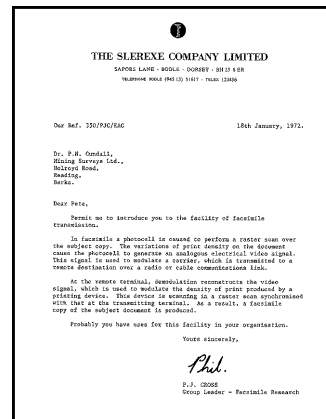 THE SLEREXE COMPANY LIMITED
SAPORS LANE - BOOLE - DORSET - BH 25 8 ER
TELEPHONE BOOLE (945 13) 51617 - TELEX 123456
Our Ref. 350/PJC/EAC 18th January, 1972.
Dr. P.N. Cundall,
Mining Surveys Ltd.,
Holroyd Road,
Reading,
Berks.
Dear Pete,
Permit me to introduce you to the facility of facsimile
transmission.
In facsimile a photocell is caused to perform a raster scan over
the subject copy. The variations of print density on the document
cause the photocell to generate an analogous electrical video signal.
This signal is used to modulate a carrier, which is transmitted to a
remote destination over a radio or cable communications link.
At the remote terminal, demodulation reconstructs the video
signal, which is used to modulate the density of print produced by a
printing device. This device is scanning in a raster scan synchronised
with that at the transmitting terminal. As a result, a facsimile
copy of the subject document is produced.
Probably you have uses for this facility in your organisation.
Yours sincerely,
Phil.
P.J. CROSS
Group Leader - Facsimile Research